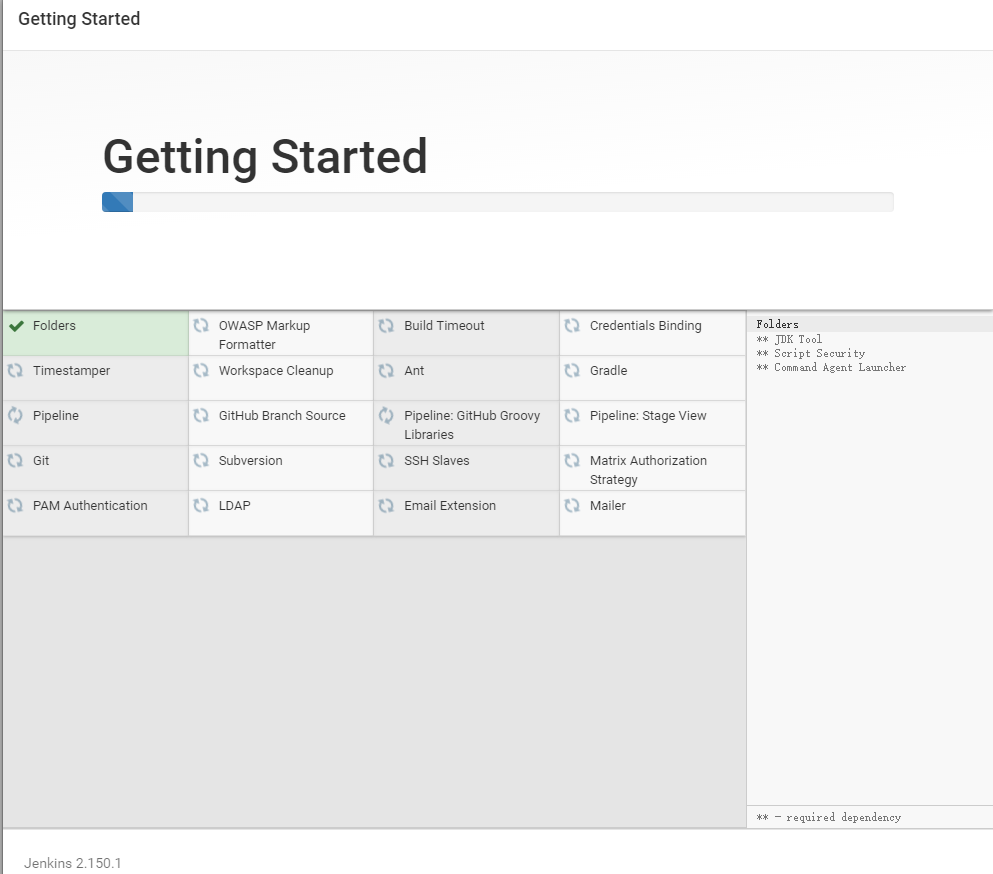 Getting Started
Getting Started
Folders
OWASP Markup
Formatter
Build Timeout
Credentials Binding
Timestamper
Workspace Cleanup
Ant
Gradle
Pipeline
GitHub Branch Source
Pipeline: GitHub Groovy
Libraries
Pipeline: Stage View
Git
Subversion
SSH Slaves
Matrix Authorization
Strategy
PAM Authentication
LDAP
Email Extension
Mailer
Folders
** JDK Tool
** Script Security
** Command Agent Launcher
** - required dependency
Jenkins 2.150.1